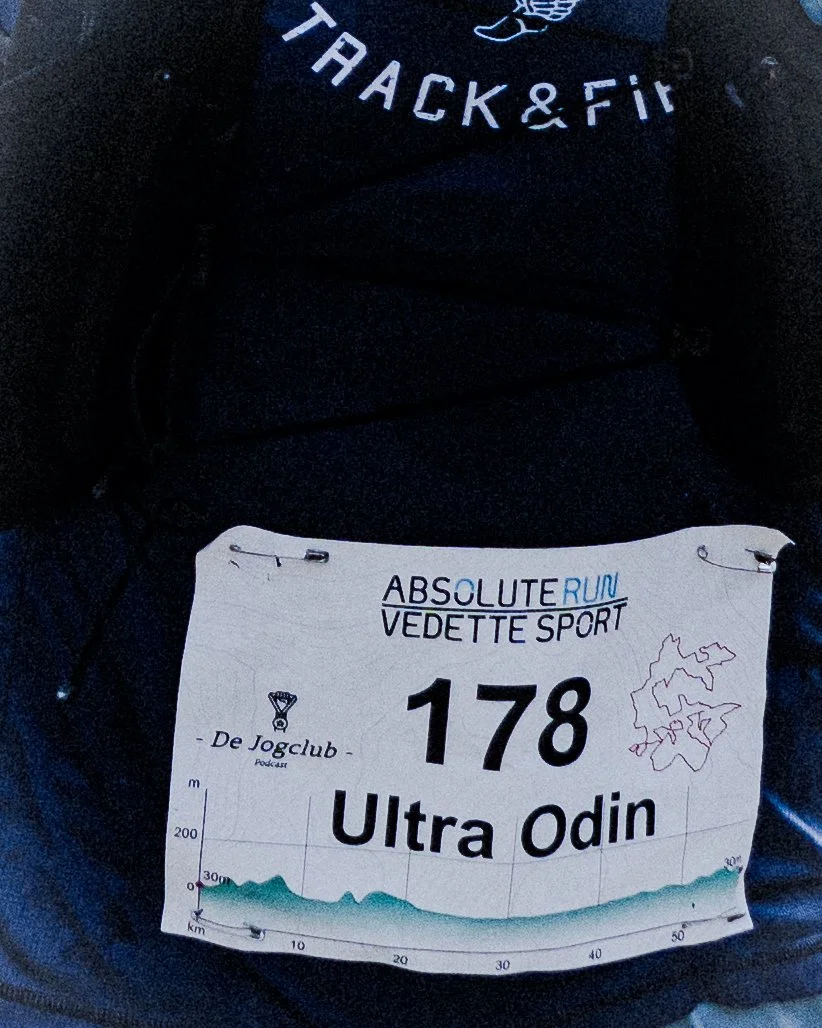 TRACK&Fi
ABSOLUTERUN
VEDETTE SPORT
178
- De Jogclub -
Podcast
Ultra Odin
m
200
0
30m
30m
km
10
20
30
40
50